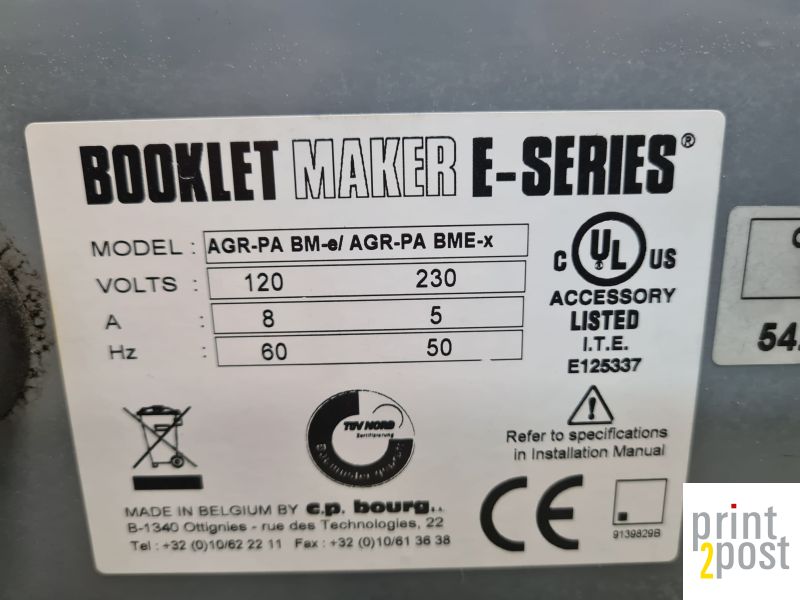 BOOKLET MAKER E-SERIES®
MODEL : AGR-PA BM-e/ AGR-PA BME-x
VOLTS : 120 230
A : 8 5
Hz : 60 50
C UL US
ACCESSORY
LISTED
I.T.E.
E125337
TÜV NORD
Zertifizierung
Refer to specifications
in Installation Manual
MADE IN BELGIUM BY c.p. bourg s.a.
B-1340 Ottignies - rue des Technologies, 22
Tel : +32 (0)10/62 22 11 Fax : +32 (0)10/61 36 38
CE
9139829B
54
print
2post